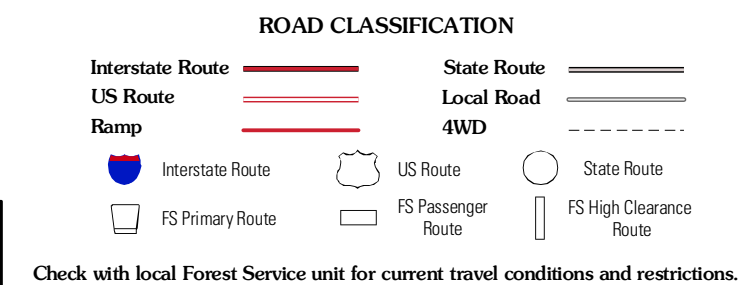 ROAD CLASSIFICATION
Interstate Route State Route
US Route Local Road
Ramp 4WD
Interstate Route US Route State Route
FS Primary Route FS Passenger Route FS High Clearance Route
Check with local Forest Service unit for current travel conditions and restrictions.